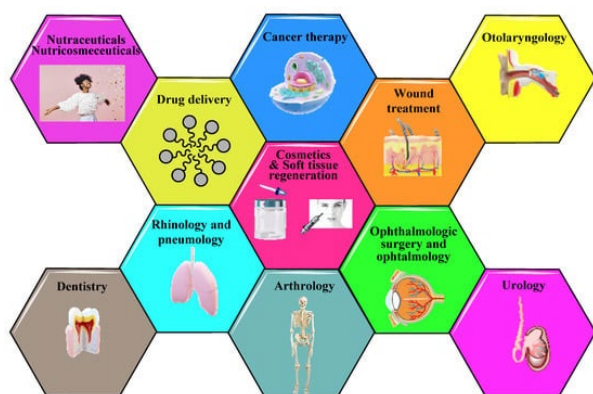 Nutraceuticals
Nutricosmeceuticals
Cancer therapy
Otolaryngology
Drug delivery
Wound
treatment
Cosmetics
& Soft tissue
regeneration
Rhinology and
pneumology
Ophthalmologic
surgery and
ophtalmology
Dentistry
Arthrology
Urology